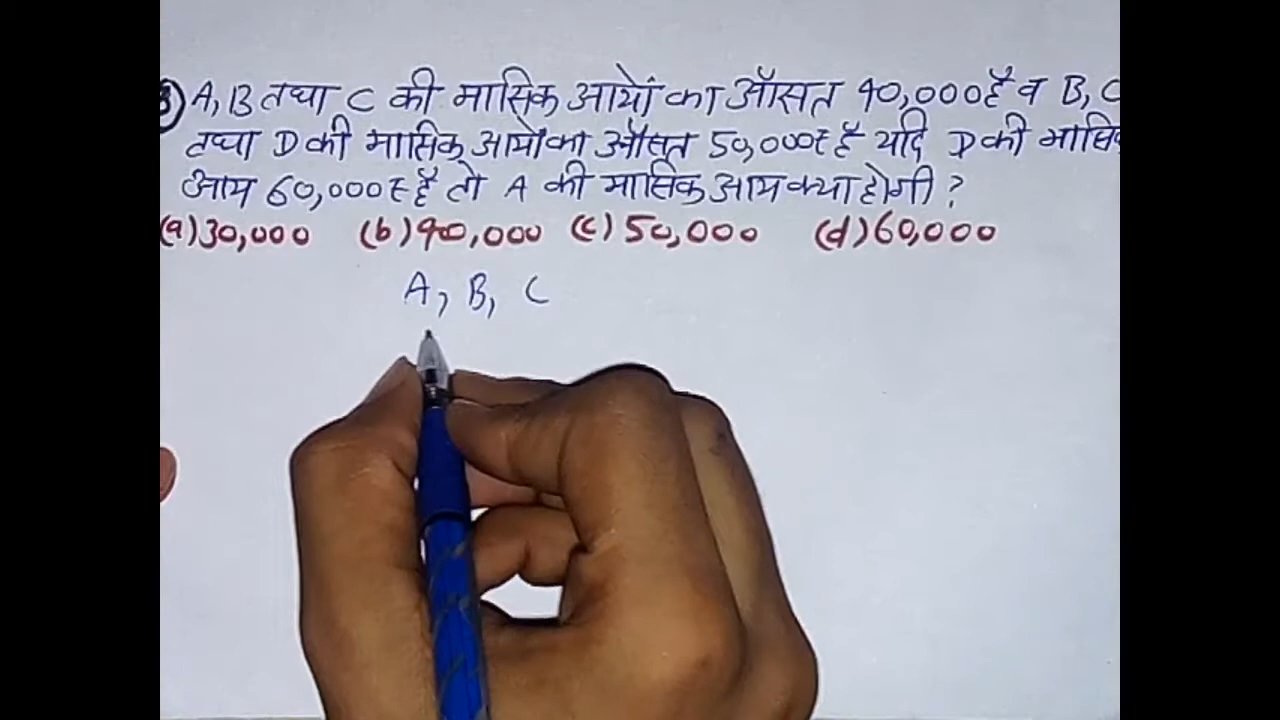 3) A, B तथा C की मासिक आयों का औसत 40,000 है व B, C
तथा D की मासिक आयों का औसत 50,000₹ है यदि D की मासिक
आय 60,000₹ है तो A की मासिक आय क्या होगी ?
(a) 30,000 (b) 40,000 (c) 50,000 (d) 60,000
A, B, C